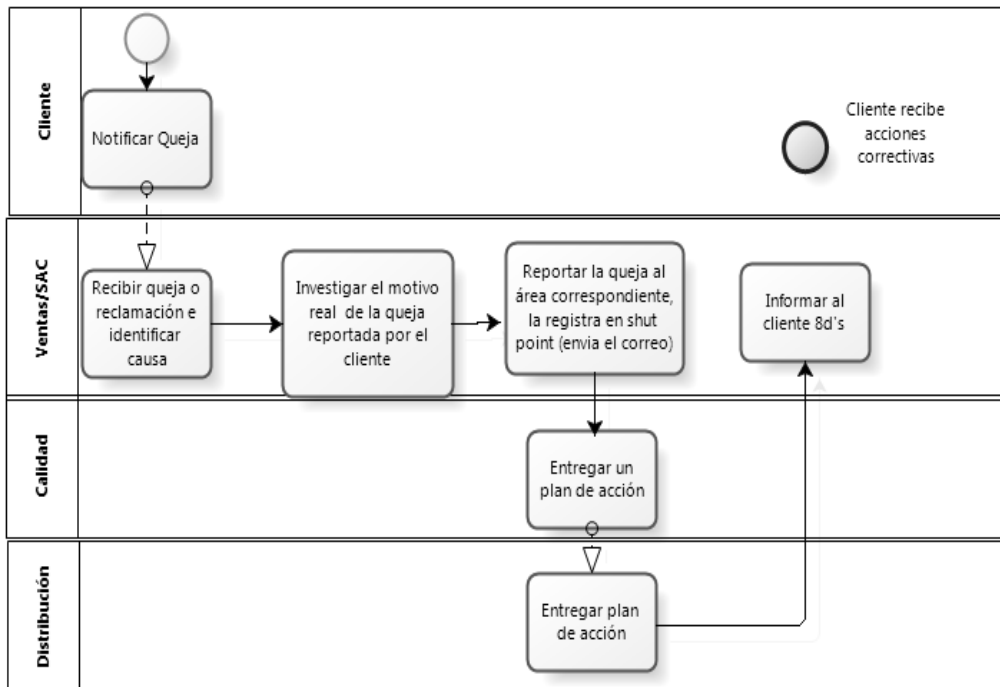 Cliente
Notificar Queja
Cliente recibe
acciones
correctivas
Ventas/SAC
Recibir queja o
reclamación e
identificar
causa
Investigar el motivo
real de la queja
reportada por el
cliente
Reportar la queja al
área correspondiente,
la registra en shut
point (envia el correo)
Informar al
cliente 8d's
Calidad
Entregar un
plan de acción
Distribución
Entregar plan
de acción